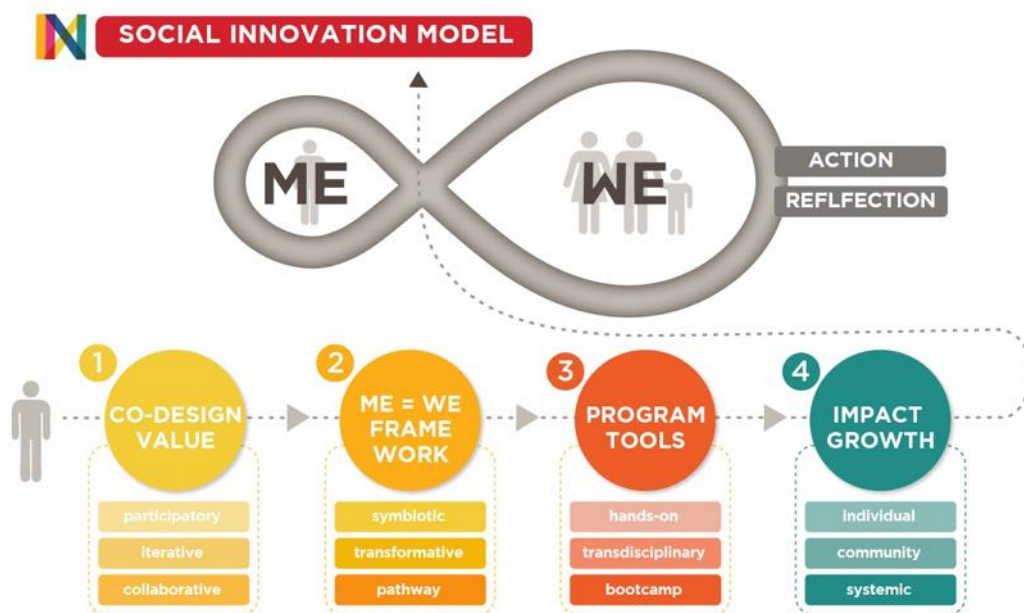 N
SOCIAL INNOVATION MODEL
ME
WE
ACTION
REFLFECTION
1
CO-DESIGN
VALUE
participatory
iterative
collaborative
2
ME = WE
FRAME
WORK
symbiotic
transformative
pathway
3
PROGRAM
TOOLS
hands-on
transdisciplinary
bootcamp
4
IMPACT
GROWTH
individual
community
systemic